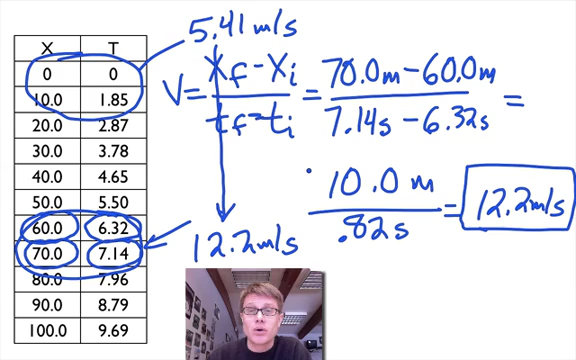 5.41 m/s
X T
0 0
10.0 1.85
20.0 2.87
30.0 3.78
40.0 4.65
50.0 5.50
60.0 6.32
70.0 7.14
80.0 7.96
90.0 8.79
100.0 9.69
V = Xf - Xi / tf - ti = 70.0m - 60.0m / 7.14s - 6.32s =
10.0 m / .82s = 12.2 m/s
12.2 m/s